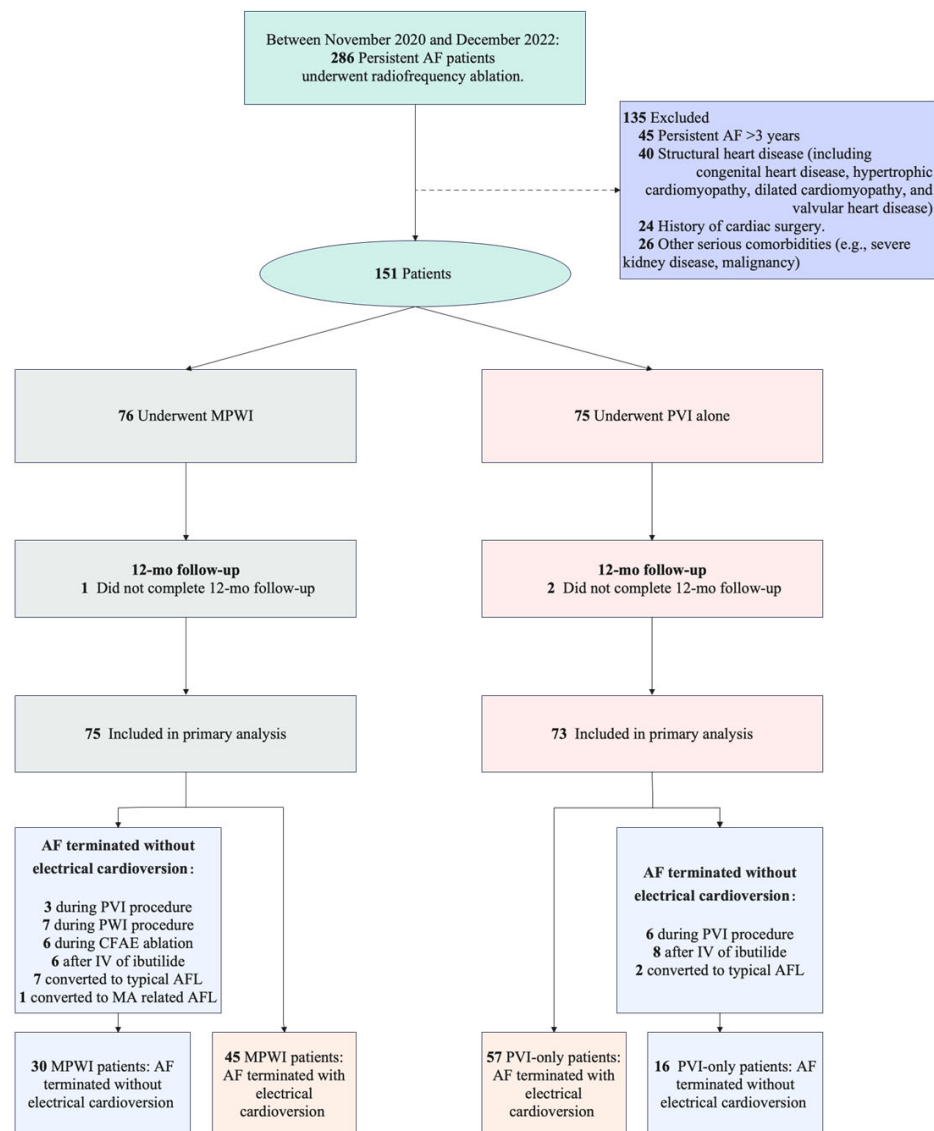 Between November 2020 and December 2022:
286 Persistent AF patients
underwent radiofrequency ablation.
135 Excluded
45 Persistent AF >3 years
40 Structural heart disease (including
congenital heart disease, hypertrophic
cardiomyopathy, dilated cardiomyopathy, and
valvular heart disease)
24 History of cardiac surgery.
26 Other serious comorbidities (e.g., severe
kidney disease, malignancy)
151 Patients
76 Underwent MPWI
75 Underwent PVI alone
12-mo follow-up
1 Did not complete 12-mo follow-up
12-mo follow-up
2 Did not complete 12-mo follow-up
75 Included in primary analysis
73 Included in primary analysis
AF terminated without
electrical cardioversion:
3 during PVI procedure
7 during PWI procedure
6 during CFAE ablation
6 after IV of ibutilide
7 converted to typical AFL
1 converted to MA related AFL
AF terminated without
electrical cardioversion:
6 during PVI procedure
8 after IV of ibutilide
2 converted to typical AFL
30 MPWI patients: AF
terminated without
electrical cardioversion
45 MPWI patients:
AF terminated with
electrical
cardioversion
57 PVI-only patients:
AF terminated with
electrical
cardioversion
16 PVI-only patients: AF
terminated without
electrical cardioversion